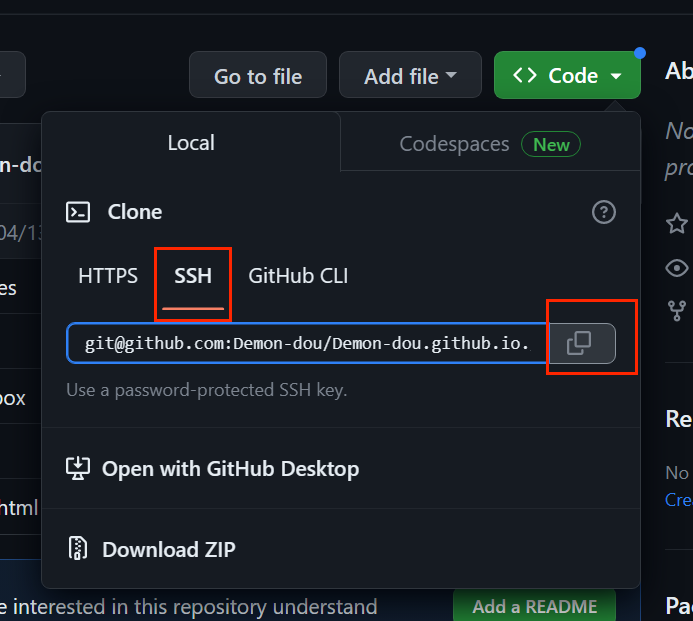 Go to file Add file Code
Ab
No
pro
Local Codespaces New
n-do
Clone
04/13
HTTPS SSH GitHub CLI
es
git@github.com:Demon-dou/Demon-dou.github.io.
Use a password-protected SSH key.
box
Re
Open with GitHub Desktop
No
Crea
html
Download ZIP
e interested in this repository understand Add a README
Pac